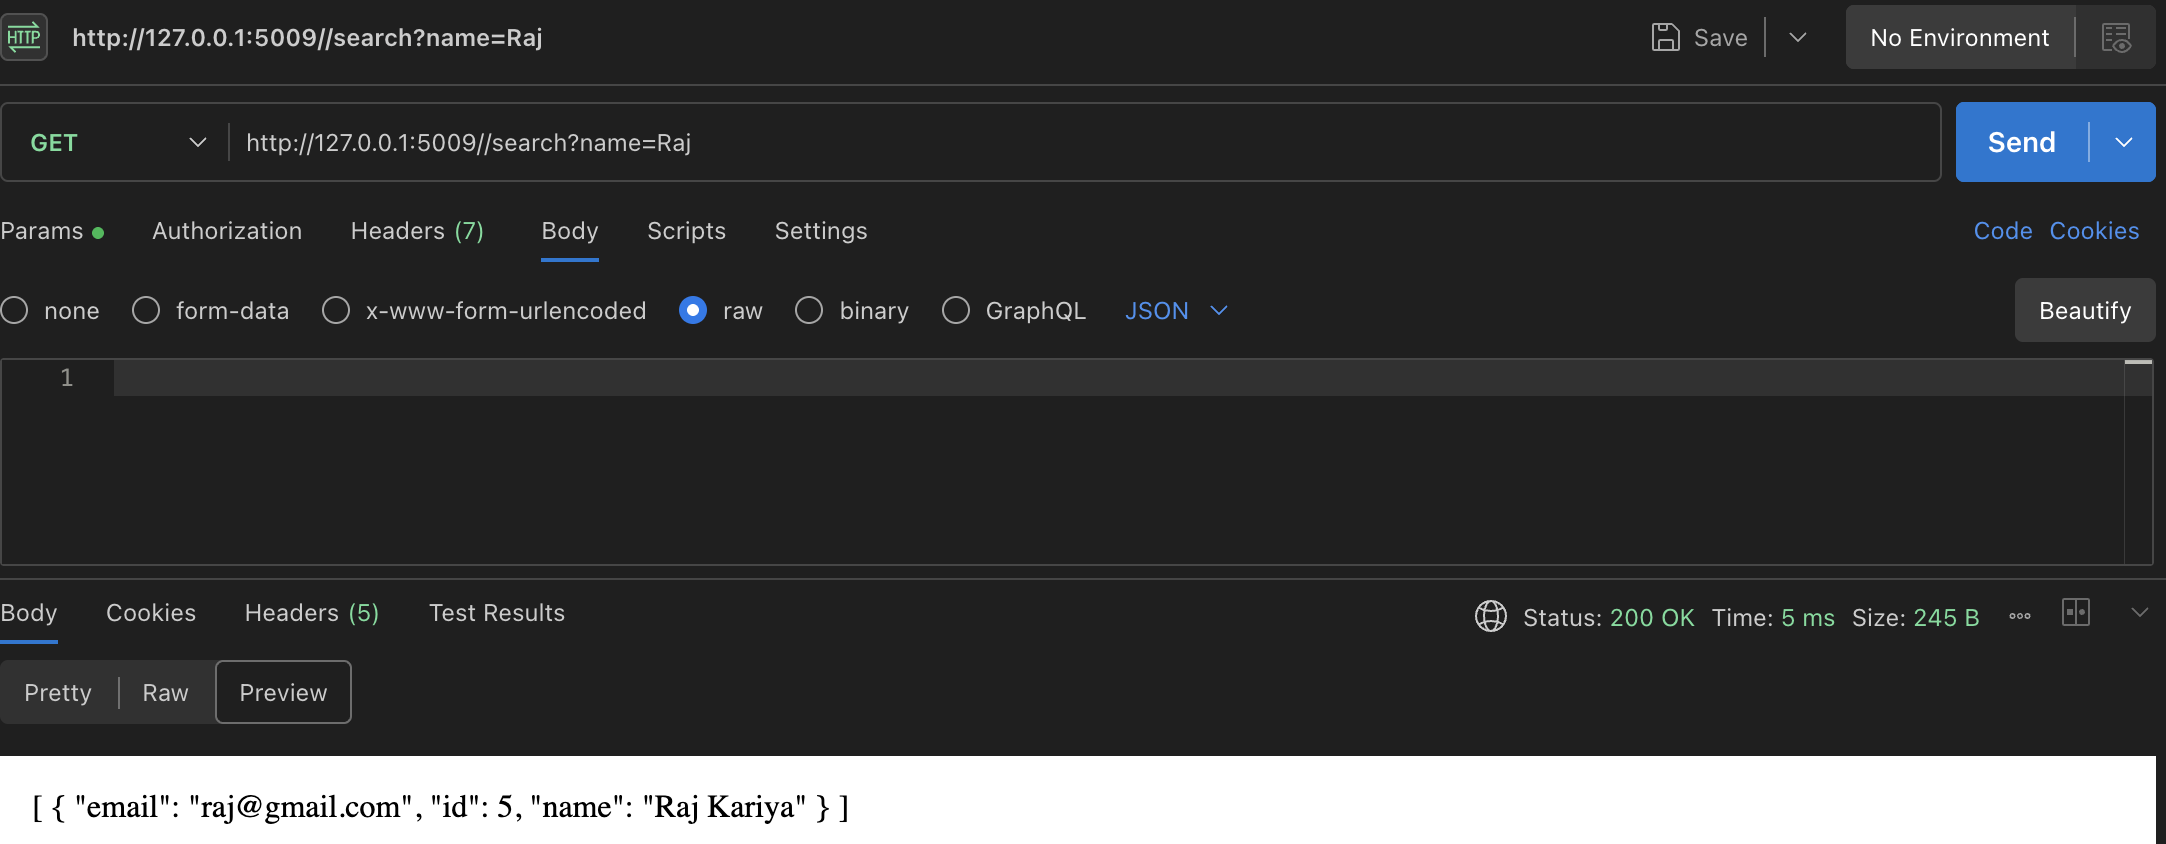 HTTP http://127.0.0.1:5009//search?name=Raj Save No Environment
GET http://127.0.0.1:5009//search?name=Raj Send
Params Authorization Headers (7) Body Scripts Settings Code Cookies
none form-data x-www-form-urlencoded raw binary GraphQL JSON Beautify
1
Body Cookies Headers (5) Test Results Status: 200 OK Time: 5 ms Size: 245 B
Pretty Raw Preview
[ { "email": "raj@gmail.com", "id": 5, "name": "Raj Kariya" } ]